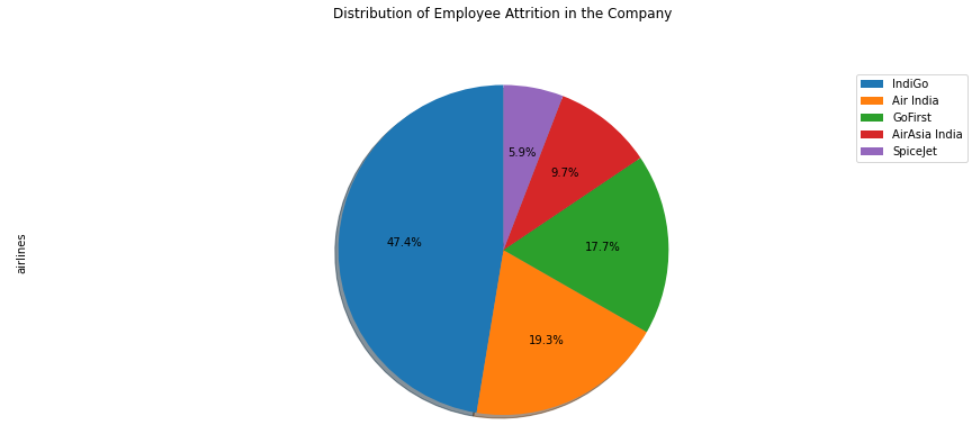 Distribution of Employee Attrition in the Company
IndiGo
Air India
GoFirst
AirAsia India
SpiceJet
5.9%
9.7%
47.4%
17.7%
19.3%
airlines